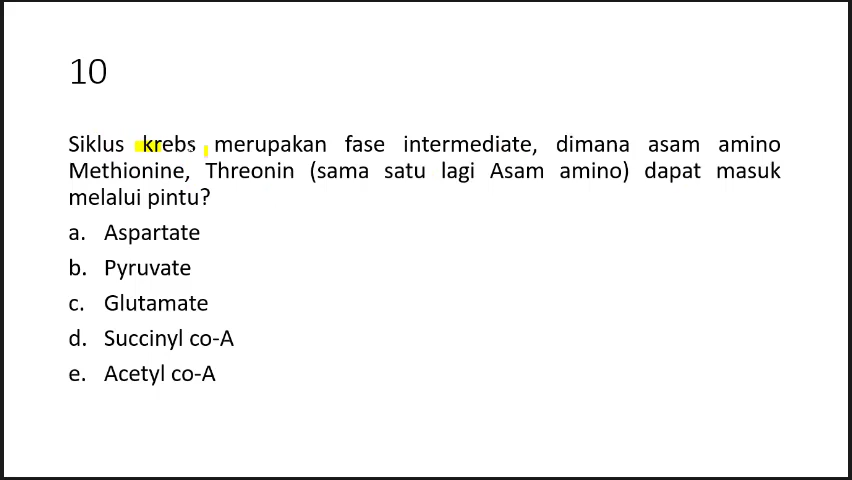 10
Siklus krebs merupakan fase intermediate, dimana asam amino
Methionine, Threonin (sama satu lagi Asam amino) dapat masuk
melalui pintu?
a. Aspartate
b. Pyruvate
c. Glutamate
d. Succinyl co-A
e. Acetyl co-A